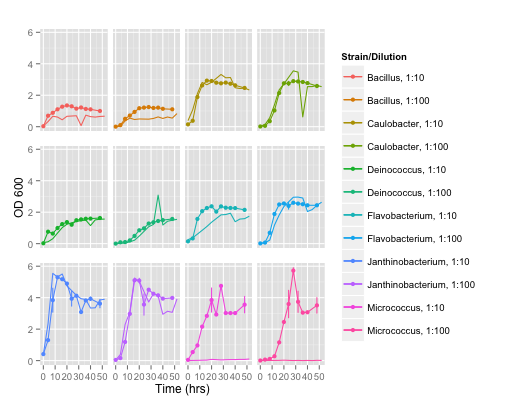 6
4
2
0
6
4
2
0
6
4
2
0
OD 600
0 10 20 30 40 50 0 10 20 30 40 50 0 10 20 30 40 50 0 10 20 30 40 50
Time (hrs)
Strain/Dilution
Bacillus, 1:10
Bacillus, 1:100
Caulobacter, 1:10
Caulobacter, 1:100
Deinococcus, 1:10
Deinococcus, 1:100
Flavobacterium, 1:10
Flavobacterium, 1:100
Janthinobacterium, 1:10
Janthinobacterium, 1:100
Micrococcus, 1:10
Micrococcus, 1:100